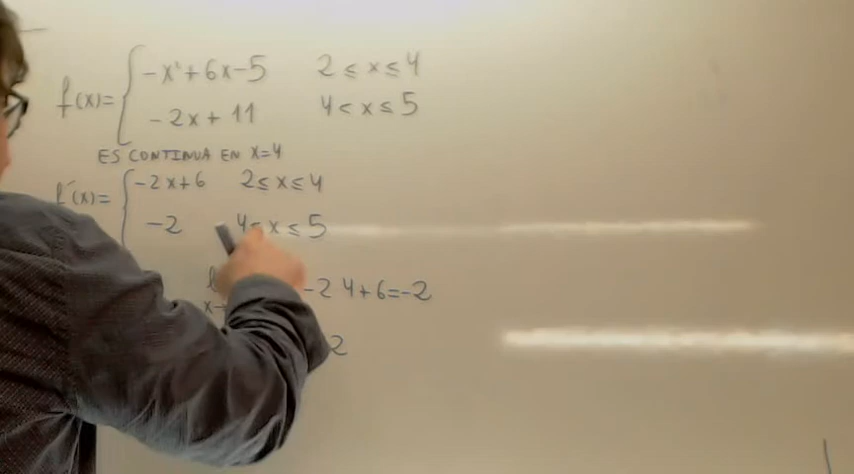 f(x)= { -x²+6x-5    2 ≤ x ≤ 4
-2x+11    4 < x ≤ 5
ES CONTINUA EN x=4
f'(x)= { -2x+6    2 ≤ x ≤ 4
-2    4 < x ≤ 5
-2 4+6=-2
2